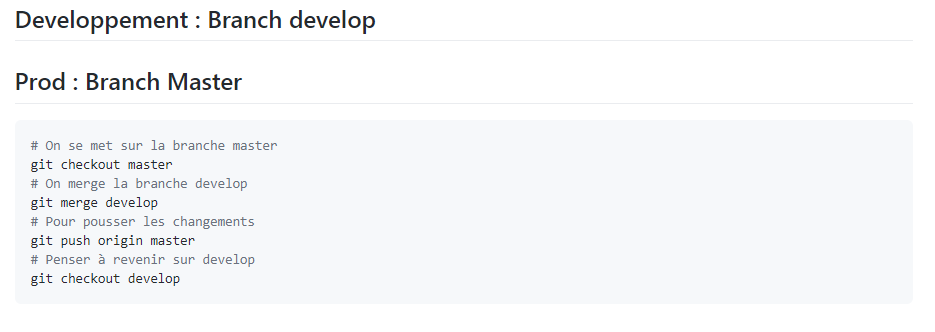 Developpement : Branch develop
Prod : Branch Master
# On se met sur la branche master
git checkout master
# On merge la branche develop
git merge develop
# Pour pousser les changements
git push origin master
# Penser à revenir sur develop
git checkout develop